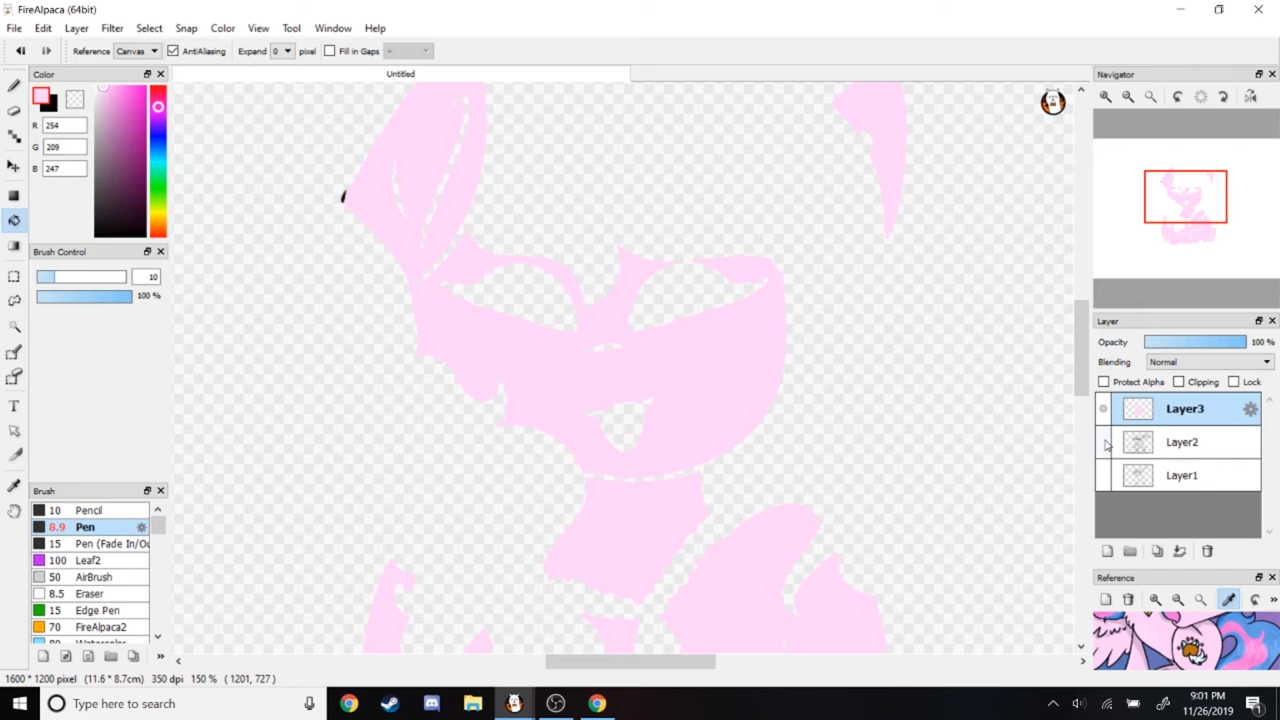 FireAlpaca (64bit)
File Edit Layer Filter Select Snap Color View Tool Window Help
Reference Canvas AntiAliasing Expand 0 pixel Fill in Gaps
Color
Untitled
Navigator
R 254
G 209
B 247
Brush Control
10
100 %
Layer
Opacity 100 %
Blending Normal
Protect Alpha Clipping Lock
Layer3
Layer2
Layer1
Brush
10 Pencil
8.9 Pen
15 Pen (Fade In/Ou
100 Leaf2
50 AirBrush
8.5 Eraser
15 Edge Pen
70 FireAlpaca2
Reference
1600 * 1200 pixel (11.6 * 8.7cm) 350 dpi 150 % ( 1201, 727 )
Type here to search
9:01 PM
11/26/2019